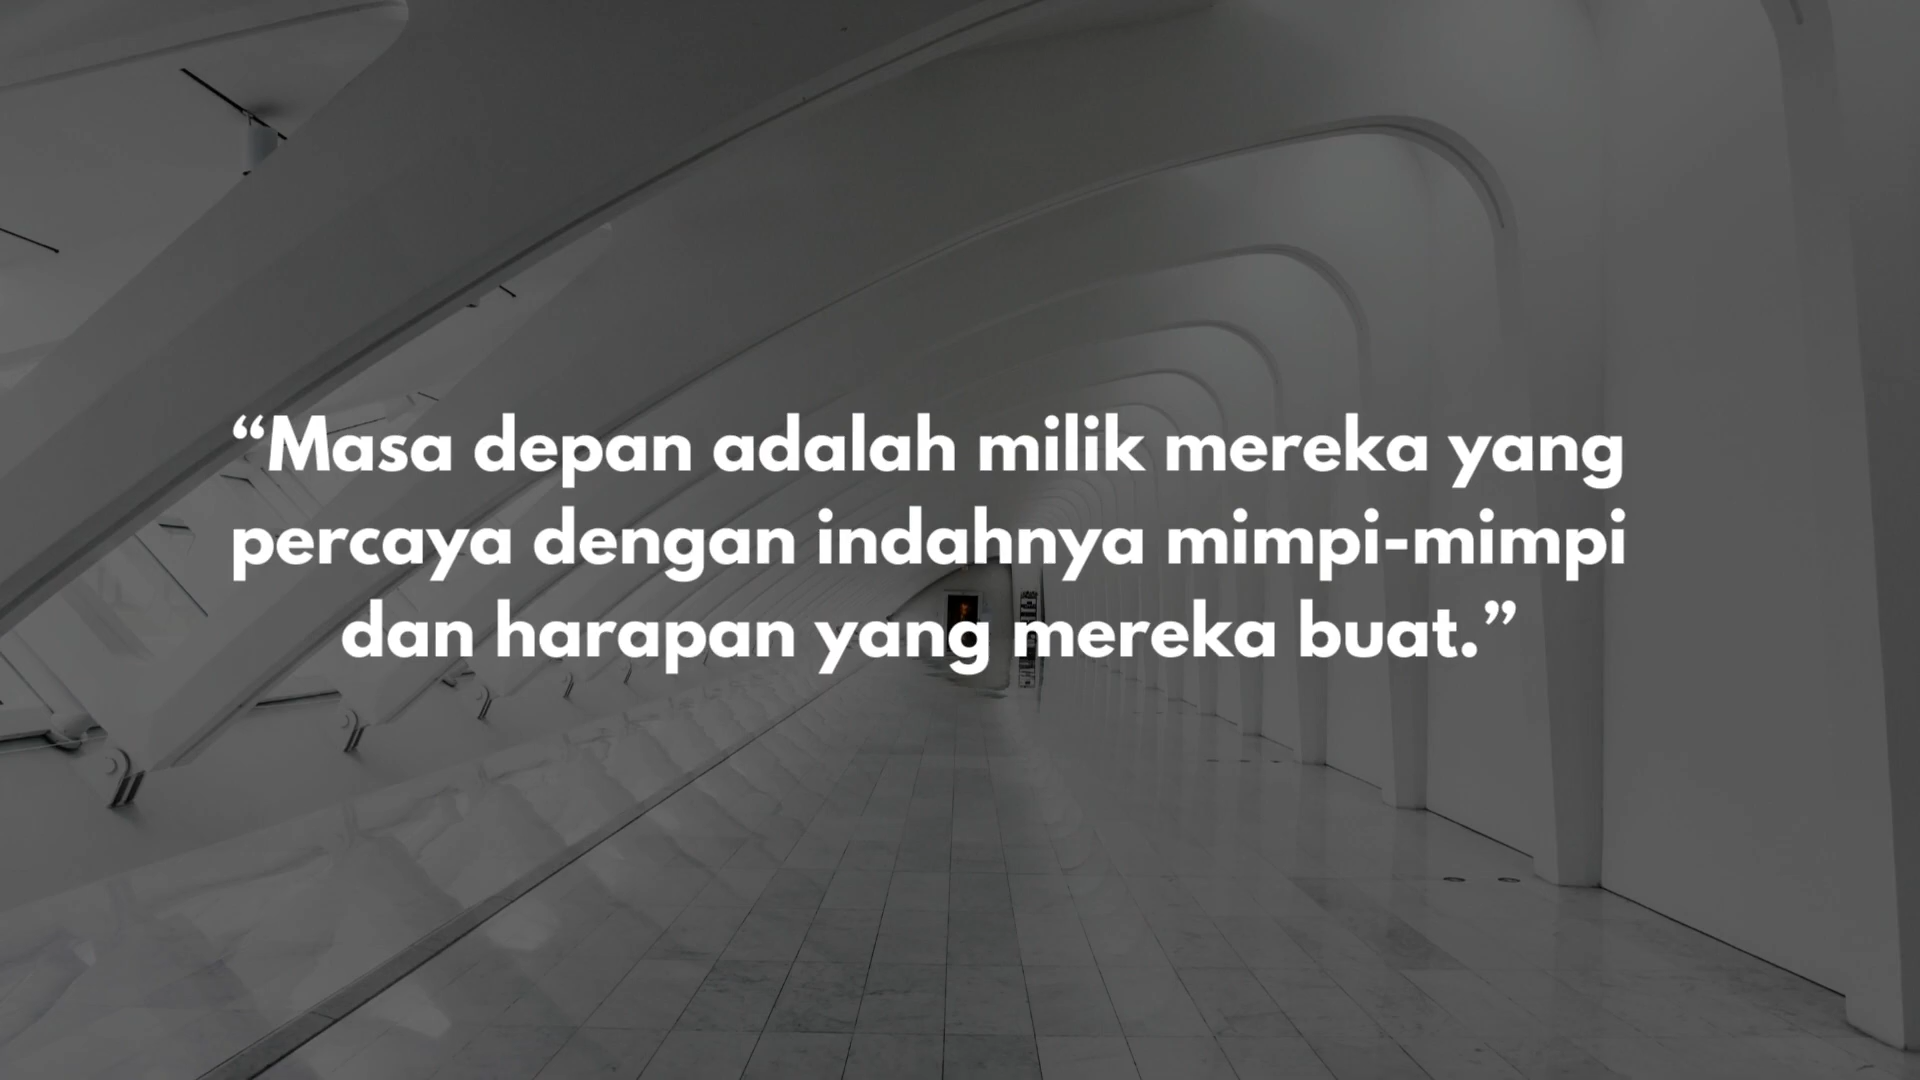 “Masa depan adalah milik mereka yang
percaya dengan indahnya mimpi-mimpi
dan harapan yang mereka buat.”